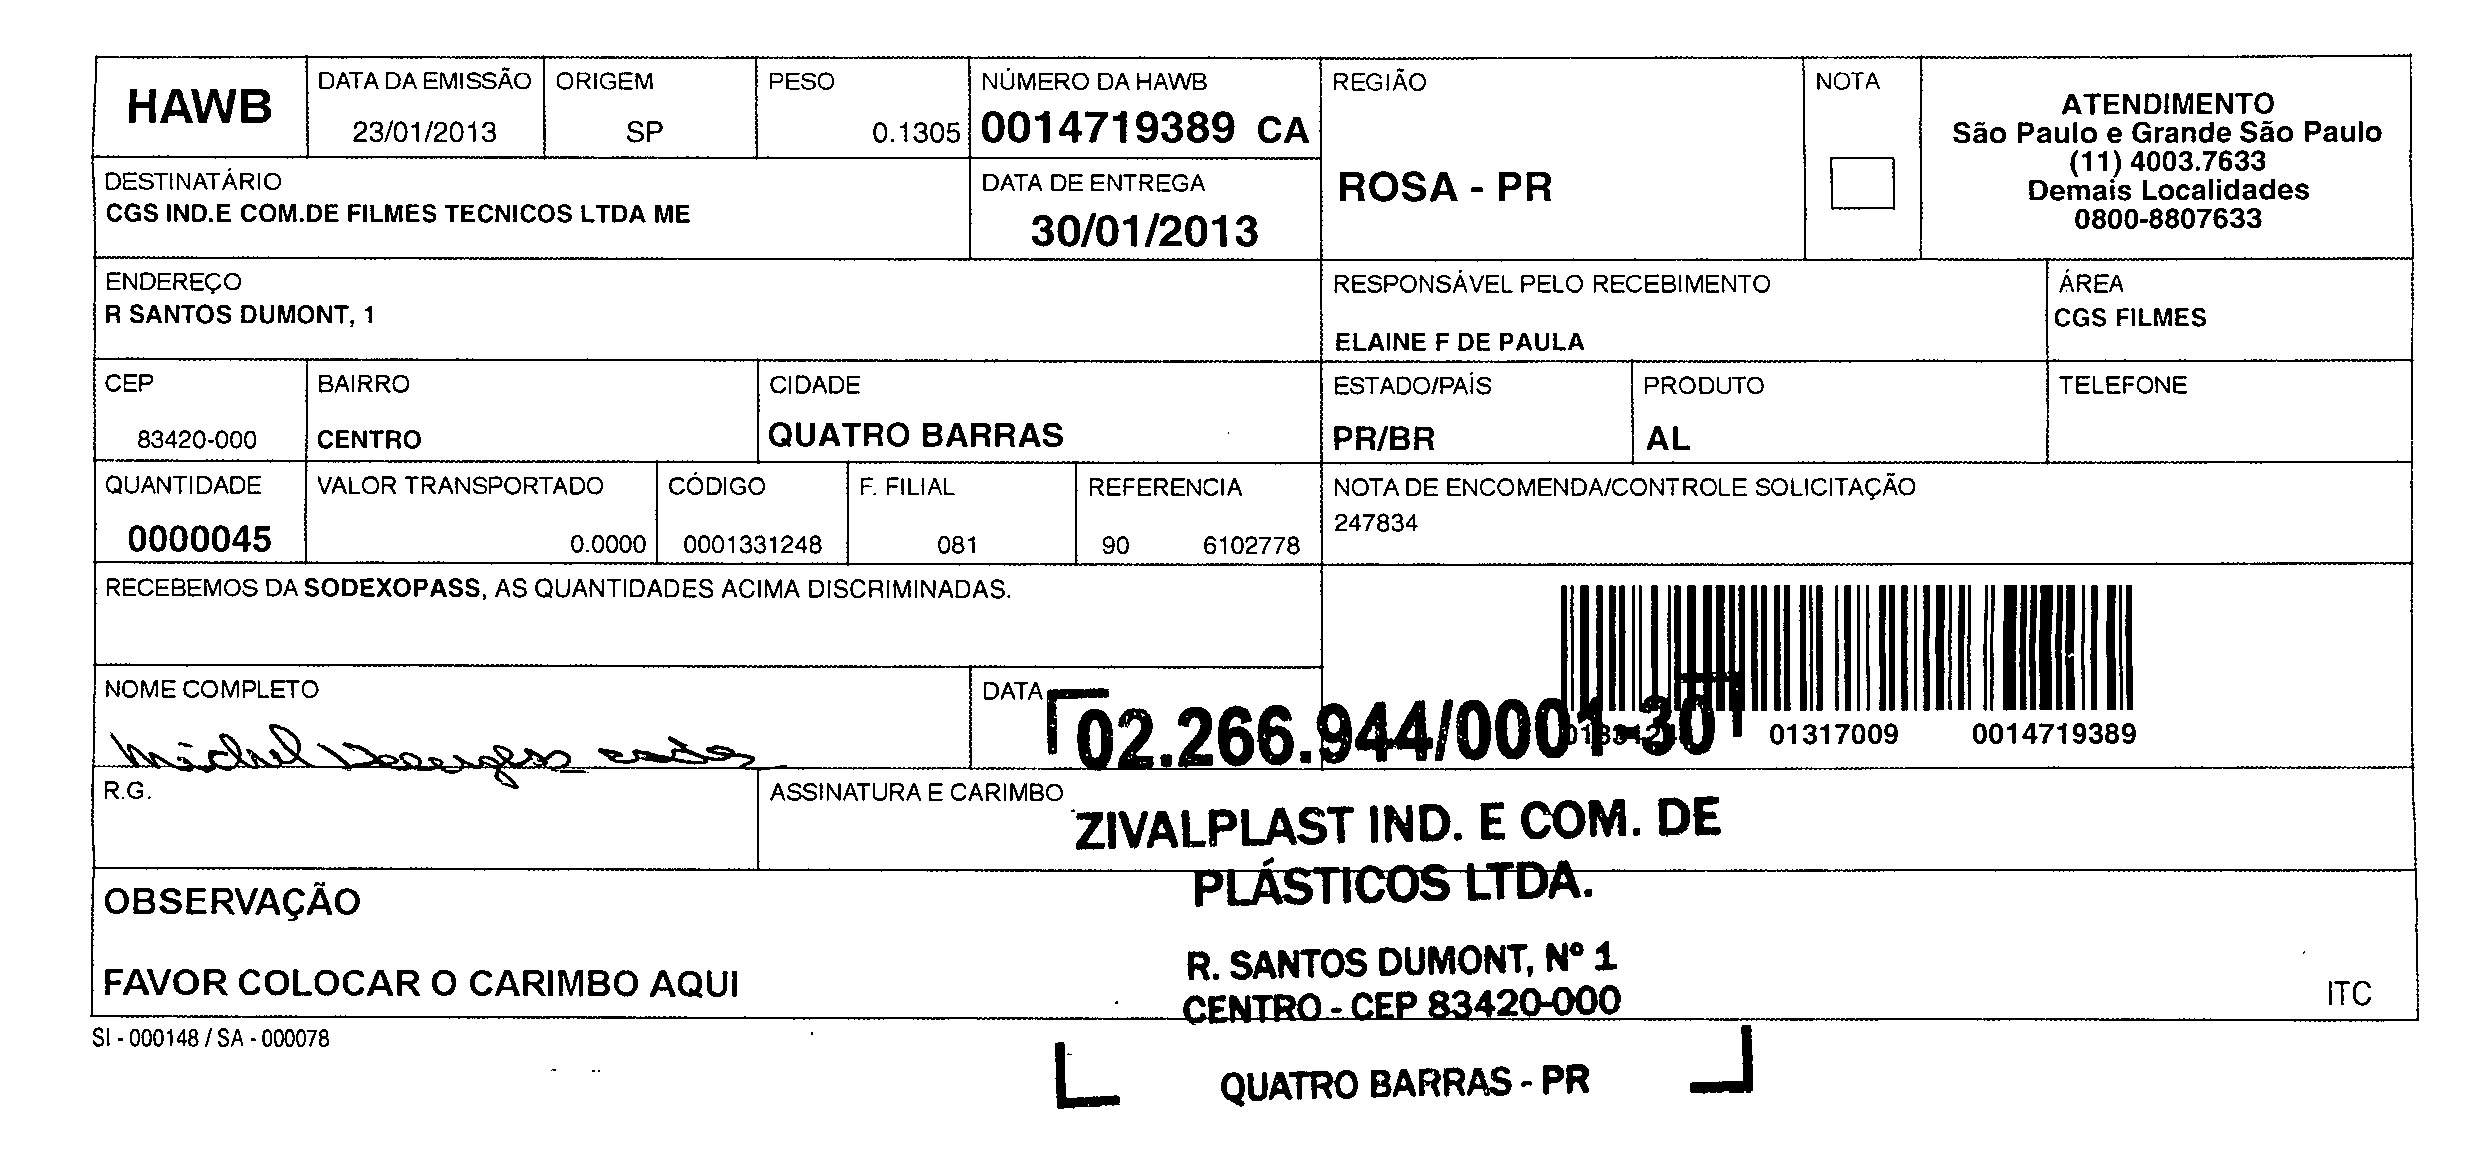 HAWB
DATA DA EMISSÃO
23/01/2013
ORIGEM
SP
PESO
0.1305
NÚMERO DA HAWB
0014719389 CA
REGIÃO
ROSA - PR
NOTA
ATENDIMENTO
São Paulo e Grande São Paulo
(11) 4003.7633
Demais Localidades
0800-8807633
DESTINATÁRIO
CGS IND.E COM.DE FILMES TECNICOS LTDA ME
DATA DE ENTREGA
30/01/2013
ENDEREÇO
R SANTOS DUMONT, 1
RESPONSÁVEL PELO RECEBIMENTO
ELAINE F DE PAULA
ÁREA
CGS FILMES
CEP
83420-000
BAIRRO
CENTRO
CIDADE
QUATRO BARRAS
ESTADO/PAÍS
PR/BR
PRODUTO
AL
TELEFONE
QUANTIDADE
0000045
VALOR TRANSPORTADO
0.0000
CÓDIGO
0001331248
F. FILIAL
081
REFERENCIA
90 6102778
NOTA DE ENCOMENDA/CONTROLE SOLICITAÇÃO
247834
RECEBEMOS DA SODEXOPASS, AS QUANTIDADES ACIMA DISCRIMINADAS.
01317009 0014719389
NOME COMPLETO
Michel
DATA
02.266.944/0001-30
R.G.
ASSINATURA E CARIMBO
ZIVALPLAST IND. E COM. DE
PLÁSTICOS LTDA.
OBSERVAÇÃO
FAVOR COLOCAR O CARIMBO AQUI
R. SANTOS DUMONT, Nº 1
CENTRO - CEP 83420-000
ITC
SI - 000148 / SA - 000078
QUATRO BARRAS - PR